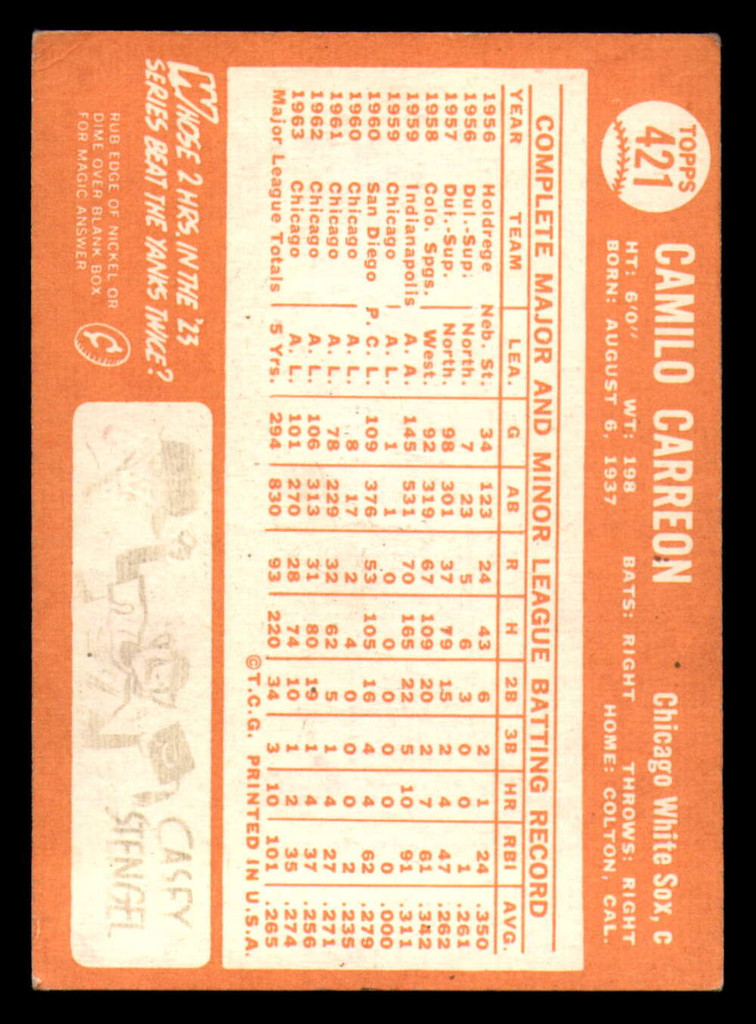 TOPPS
421
CAMILO CARREON Chicago White Sox, C
HT: 6'0" WT: 198 BATS: RIGHT THROWS: RIGHT
BORN: AUGUST 6, 1937 HOME: COLTON, CAL.
COMPLETE MAJOR AND MINOR LEAGUE BATTING RECORD
YEAR TEAM LEA. G AB R H 2B 3B HR RBI AVG.
1956 Holdrege Neb. St. 34 123 24 43 6 2 1 24 .350
1956 Dul.-Sup. North. 7 23 5 6 3 0 0 1 .261
1957 Dul.-Sup. North. 98 301 37 79 15 2 4 47 .262
1958 Colo. Spgs. West. 92 319 67 109 20 2 7 61 .342
1959 Indianapolis A. A. 145 531 70 165 22 5 10 91 .311
1959 Chicago A. L. 1 1 0 0 0 0 0 0 .000
1960 San Diego P. C. L. 109 376 53 105 16 4 4 62 .279
1960 Chicago A. L. 8 17 2 4 0 0 0 2 .235
1961 Chicago A. L. 78 229 32 62 5 1 4 27 .271
1962 Chicago A. L. 106 313 31 80 19 1 4 37 .256
1963 Chicago A. L. 101 270 28 74 10 1 2 35 .274
Major League Totals 5 Yrs. 294 830 93 220 34 3 10 101 .265
©T.C.G. PRINTED IN U.S.A.
WHOSE 2 HRS. IN THE '23
SERIES BEAT THE YANKS TWICE?
RUB EDGE OF NICKEL OR
DIME OVER BLANK BOX
FOR MAGIC ANSWER
CASEY
STENGEL